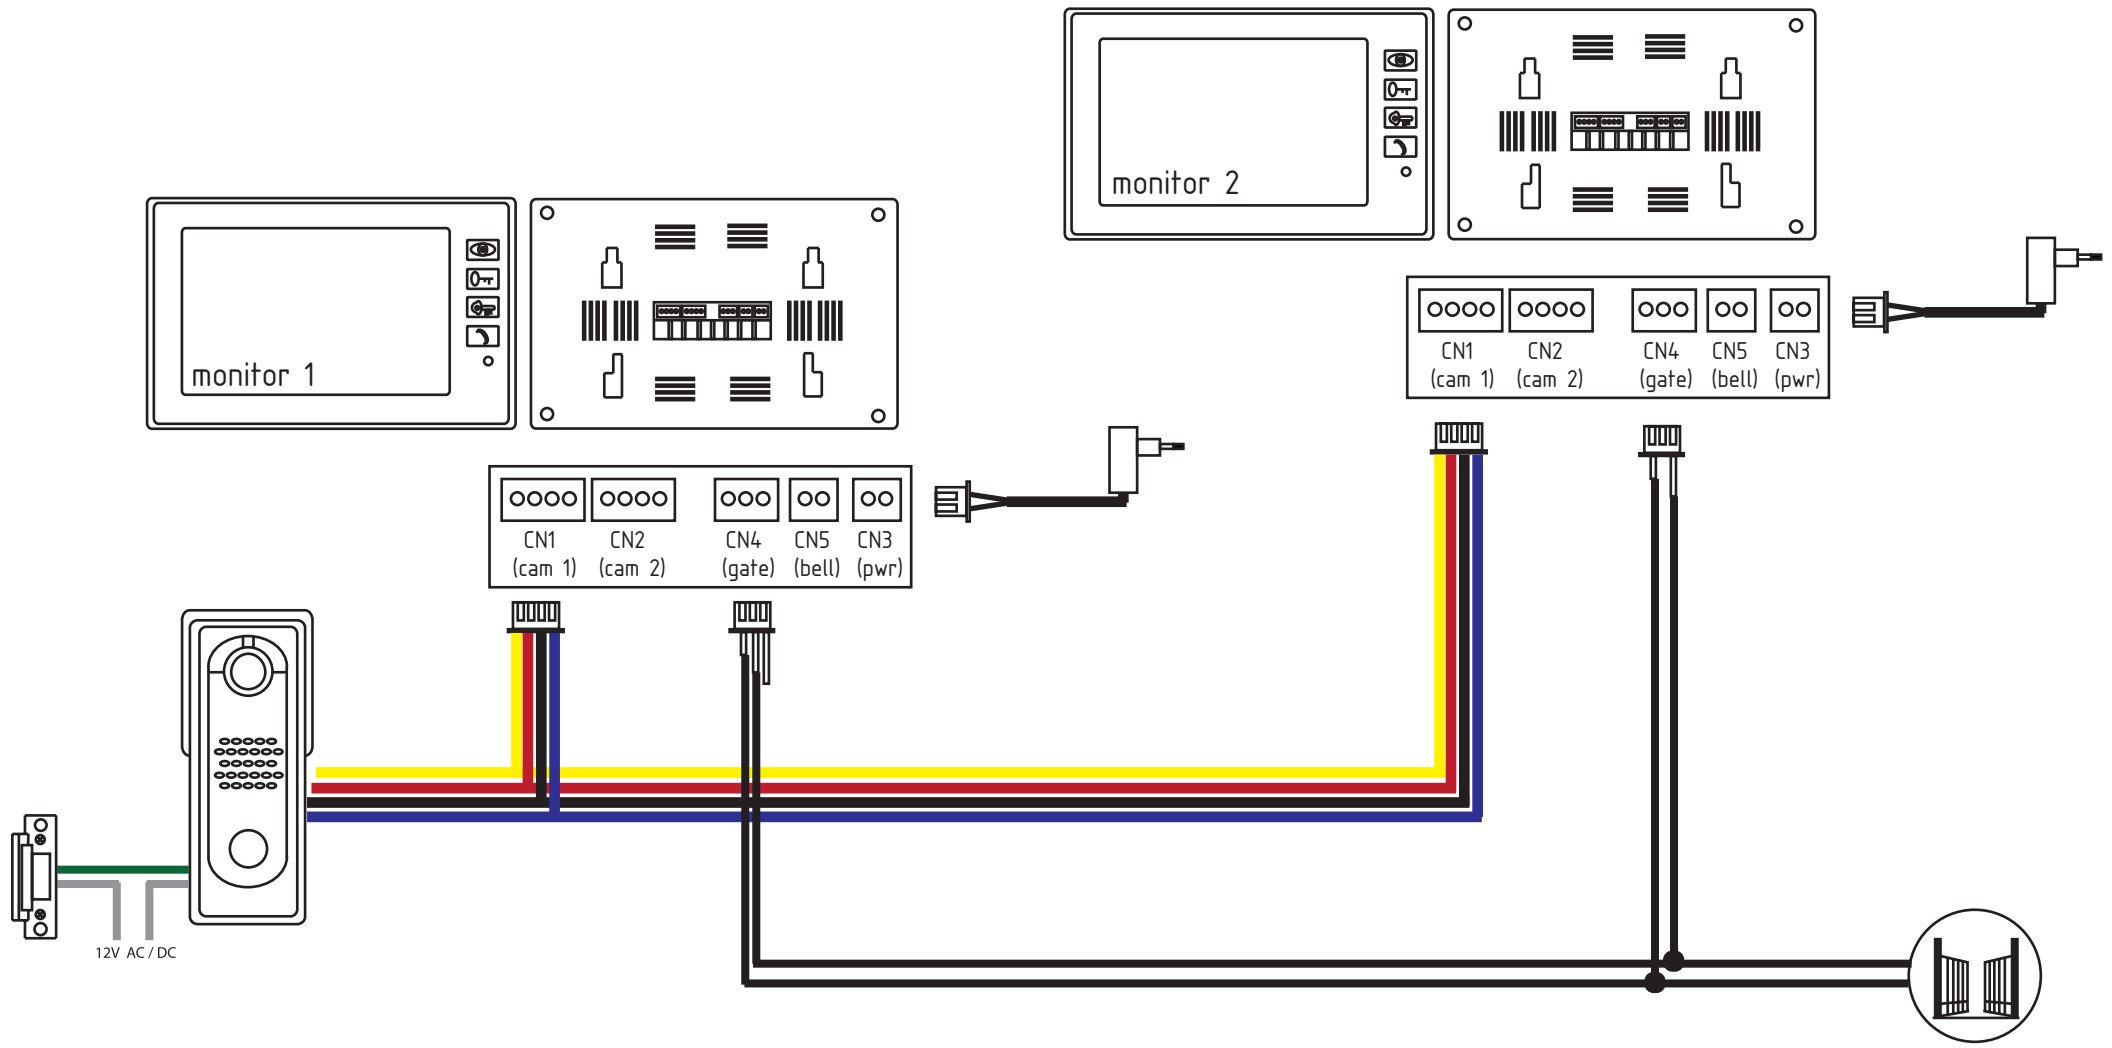 monitor 2
CN1 CN2 CN4 CN5 CN3
(cam 1) (cam 2) (gate) (bell) (pwr)
monitor 1
CN1 CN2 CN4 CN5 CN3
(cam 1) (cam 2) (gate) (bell) (pwr)
12V AC / DC